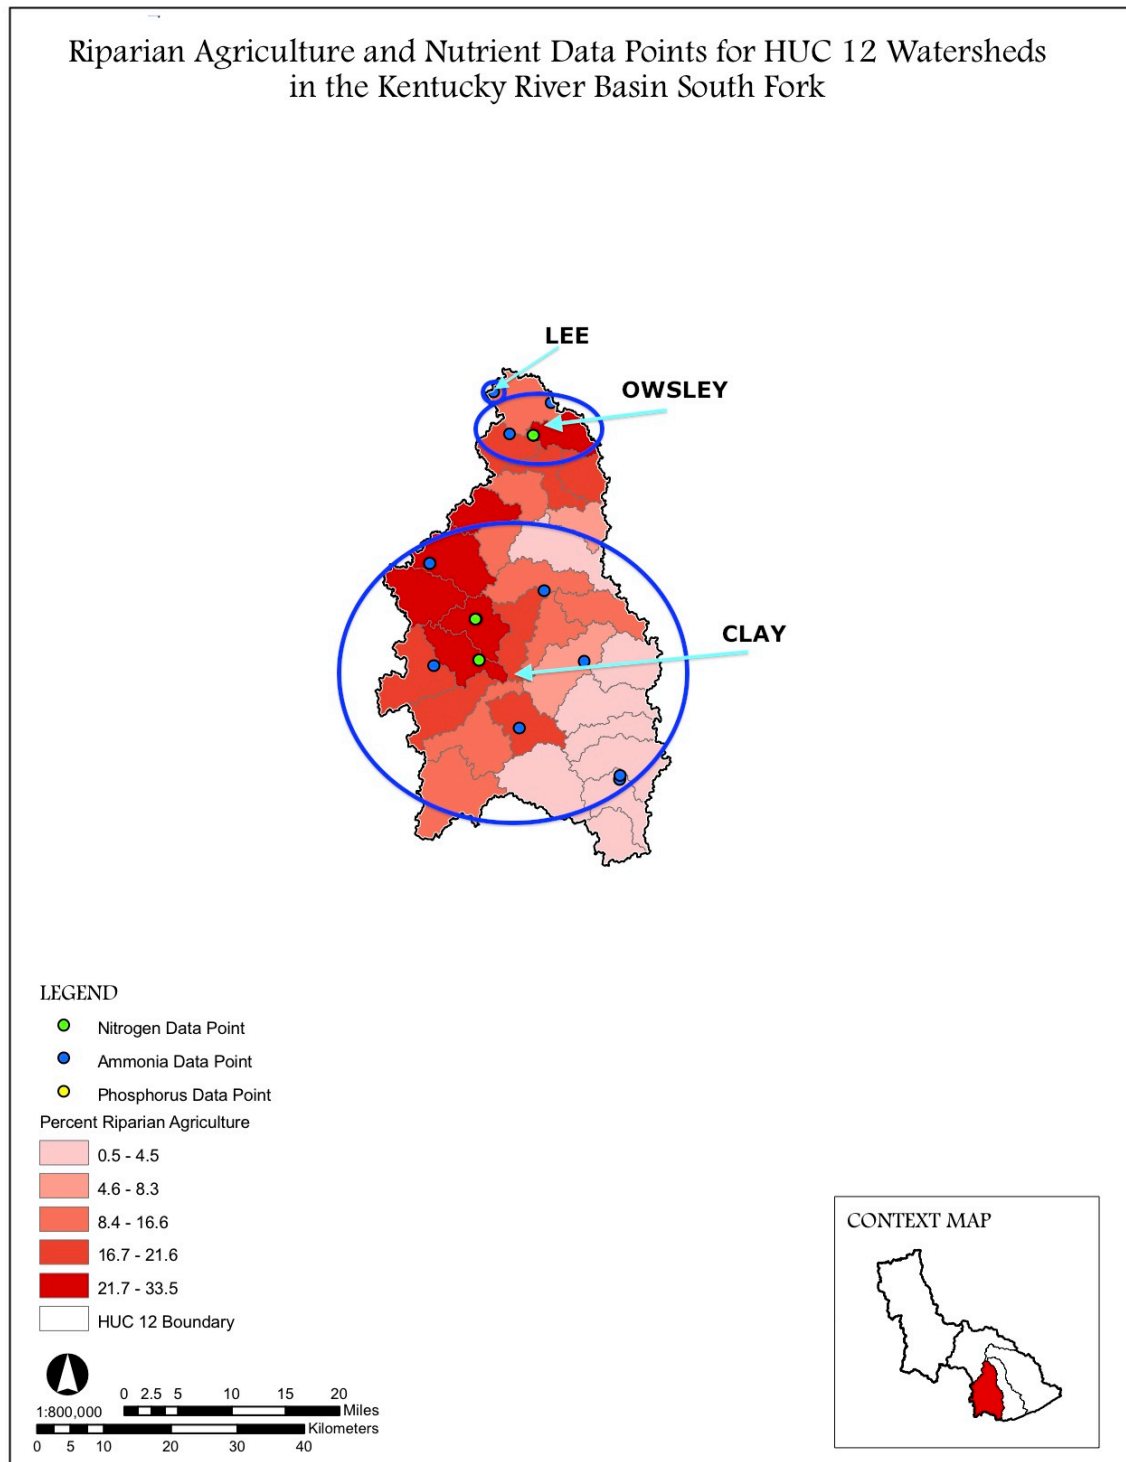 Riparian Agriculture and Nutrient Data Points for HUC 12 Watersheds
in the Kentucky River Basin South Fork
LEE
OWSLEY
CLAY
LEGEND
Nitrogen Data Point
Ammonia Data Point
Phosphorus Data Point
Percent Riparian Agriculture
0.5 - 4.5
4.6 - 8.3
8.4 - 16.6
16.7 - 21.6
21.7 - 33.5
HUC 12 Boundary
0 2.5 5 10 15 20
1:800,000 Miles
Kilometers
0 5 10 20 30 40
CONTEXT MAP